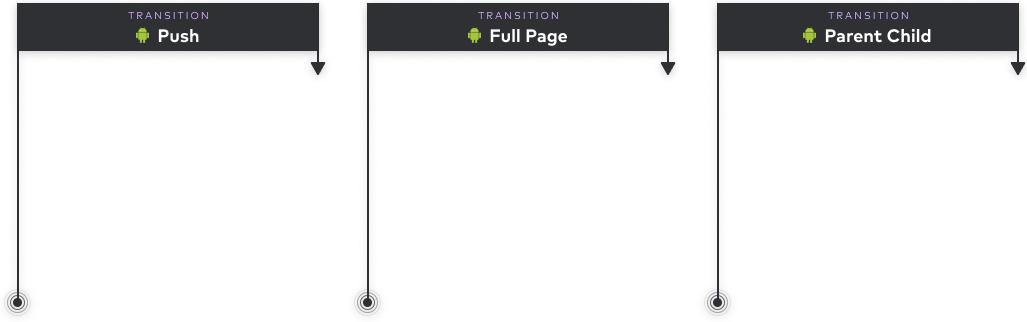 TRANSITION
Push
TRANSITION
Full Page
TRANSITION
Parent Child